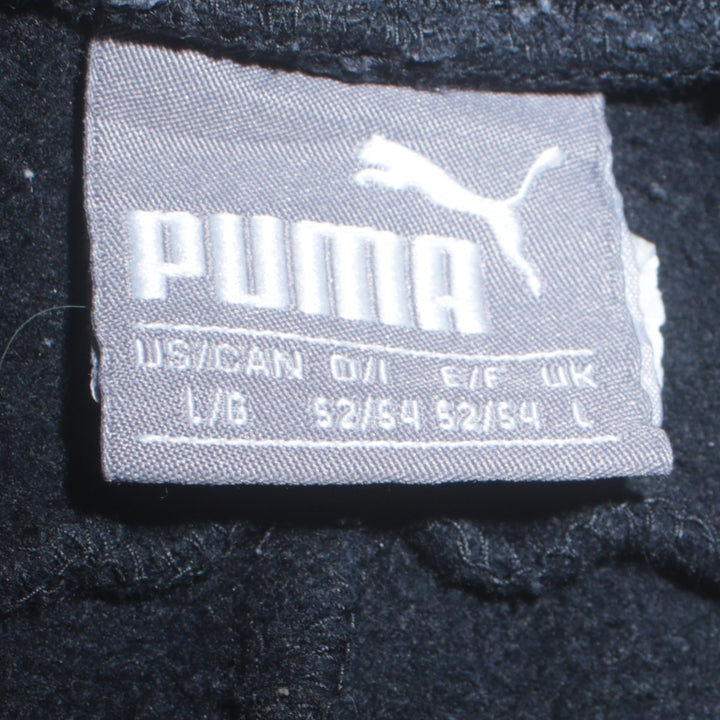 PUMA
US/CAN D/I E/F UK
L/G 52/54 52/54 L